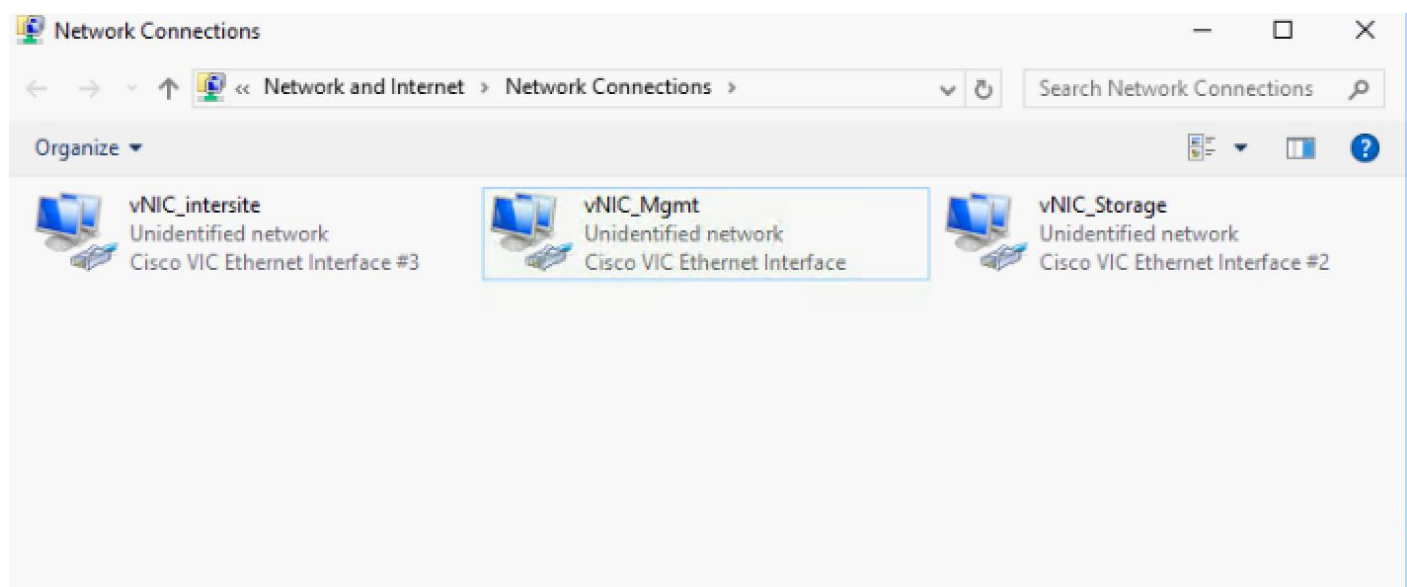 Network Connections
« Network and Internet › Network Connections ›
Search Network Connections
Organize
?
vNIC_intersite
Unidentified network
Cisco VIC Ethernet Interface #3
vNIC_Mgmt
Unidentified network
Cisco VIC Ethernet Interface
vNIC_Storage
Unidentified network
Cisco VIC Ethernet Interface #2